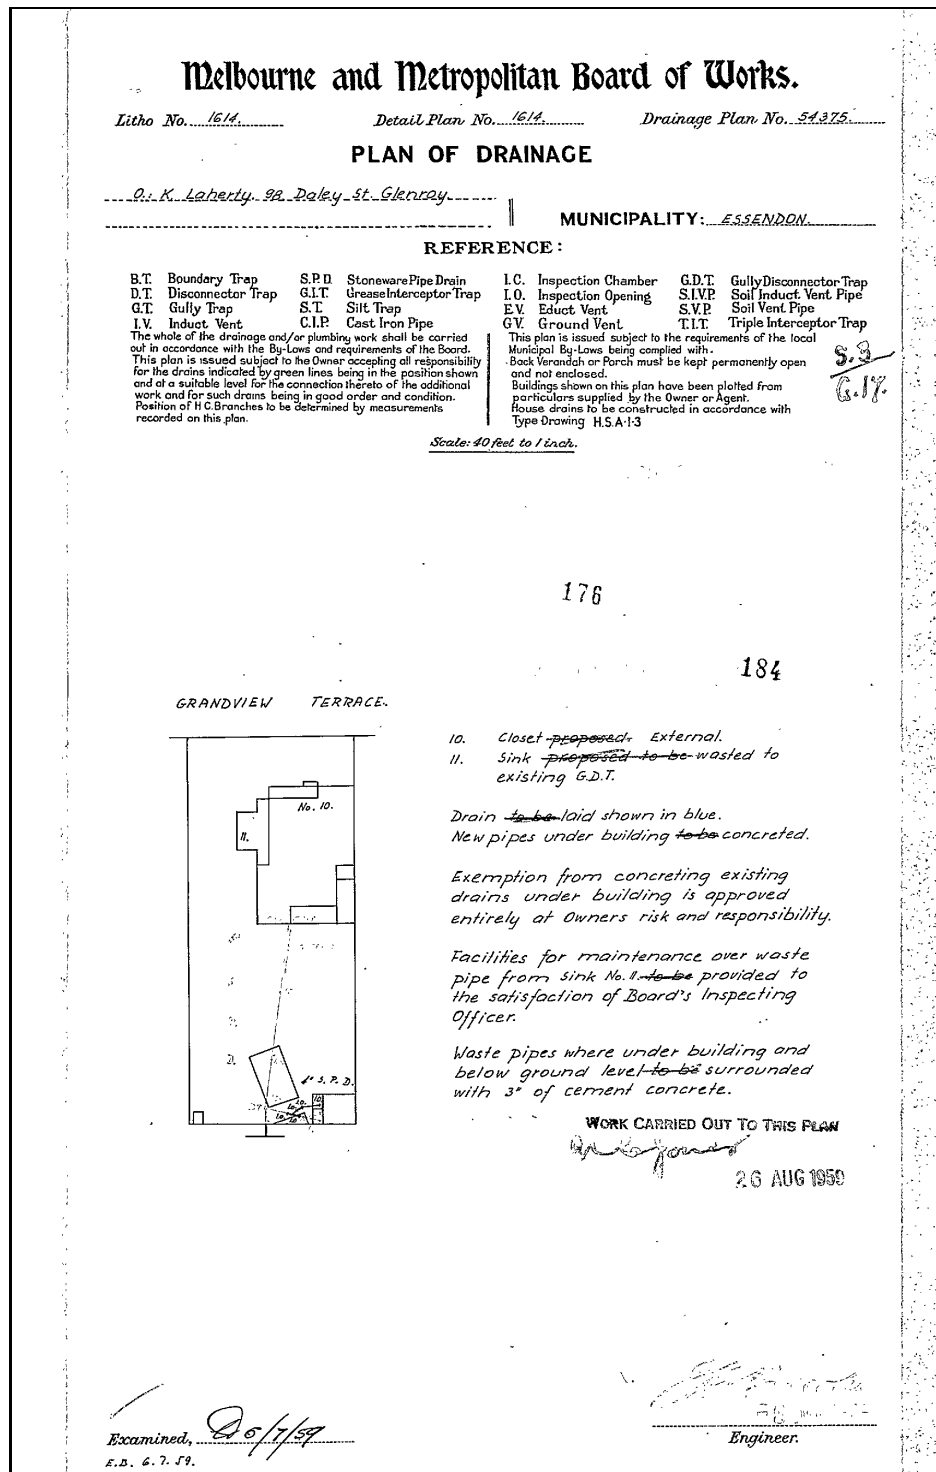 Melbourne and Metropolitan Board of Works.
Litho No. 1614. Detail Plan No. 1614. Drainage Plan No. 54375.
PLAN OF DRAINAGE
O: K. Laherty. 98 Daley St. Glenroy.
MUNICIPALITY: ESSENDON.
REFERENCE:
B.T. Boundary Trap S.P.D. Stoneware Pipe Drain
D.T. Disconnector Trap G.I.T. Grease Interceptor Trap
G.T. Gully Trap S.T. Silt Trap
I.V. Induct Vent C.I.P. Cast Iron Pipe
The whole of the drainage and/or plumbing work shall be carried
out in accordance with the By-Laws and requirements of the Board.
This plan is issued subject to the Owner accepting all responsibility
for the drains indicated by green lines being in the position shown
and at a suitable level for the connection thereto of the additional
work and for such drains being in good order and condition.
Position of H C. Branches to be determined by measurements
recorded on this plan.
I.C. Inspection Chamber G.D.T. Gully Disconnector Trap
I.O. Inspection Opening S.I.V.P. Soil Induct. Vent Pipe
E.V. Educt Vent S.V.P. Soil Vent Pipe
G.V. Ground Vent T.I.T. Triple Interceptor Trap
This plan is issued subject to the requirements of the local
Municipal By-Laws being complied with.
Back Verandah or Porch must be kept permanently open
and not enclosed.
Buildings shown on this plan have been plotted from
particulars supplied by the Owner or Agent.
House drains to be constructed in accordance with
Type Drawing H.S.A-1-3
S.3
Scale: 40 feet to 1 inch.
176
184
GRANDVIEW TERRACE.
No. 10.
11.
4" S.P.D.
10. Closet proposed. External.
11. Sink proposed to be wasted to
existing G.D.T.
Drain to be laid shown in blue.
New pipes under building to be concreted.
Exemption from concreting existing
drains under building is approved
entirely at Owners risk and responsibility.
Facilities for maintenance over waste
pipe from Sink No. 11. to be provided to
the satisfaction of Board's Inspecting
Officer.
Waste pipes where under building and
below ground level to be surrounded
with 3" of cement concrete.
WORK CARRIED OUT TO THIS PLAN
26 AUG 1959
Examined, 6/7/59
E.B. 6.7.59.
Engineer.